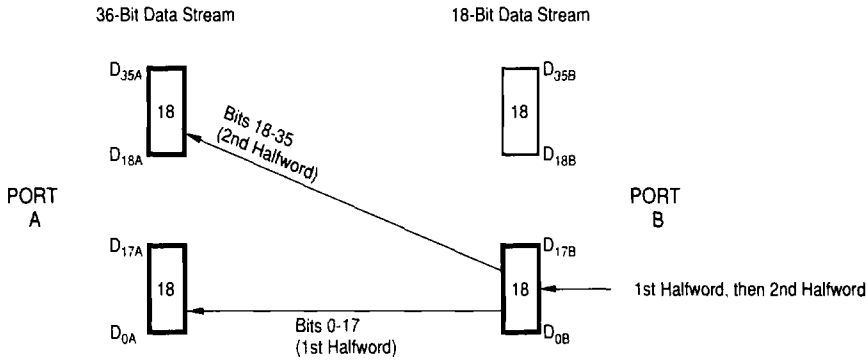 36-Bit Data Stream
18-Bit Data Stream
D35A
D35B
18
18
Bits 18-35
(2nd Halfword)
D18A
D18B
PORT
A
PORT
B
D17A
D17B
18
18
1st Halfword, then 2nd Halfword
Bits 0-17
(1st Halfword)
D0A
D0B